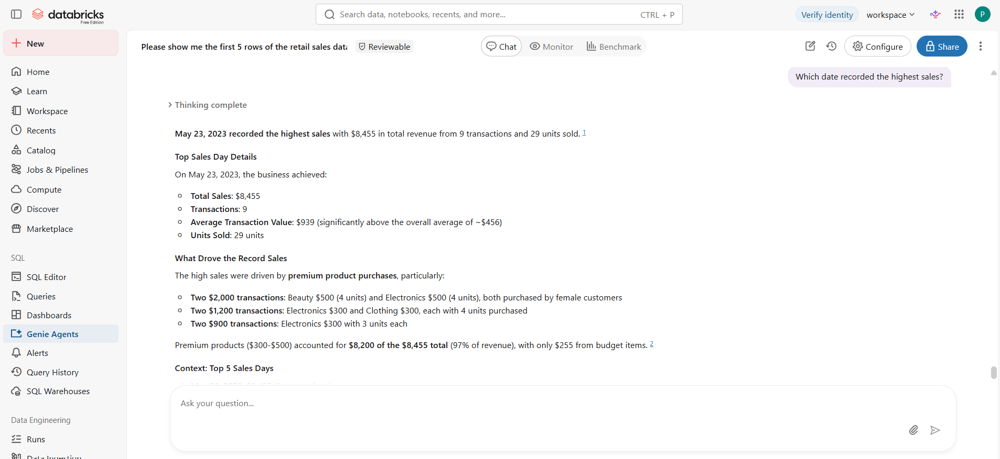 databricks
Free Edition
Search data, notebooks, recents, and more...
CTRL + P
Verify identity
workspace
P
New
Home
Learn
Workspace
Recents
Catalog
Jobs & Pipelines
Compute
Discover
Marketplace
SQL
SQL Editor
Queries
Dashboards
Genie Agents
Alerts
Query History
SQL Warehouses
Data Engineering
Runs
Data Ingestion
Please show me the first 5 rows of the retail sales data
Reviewable
Chat
Monitor
Benchmark
Configure
Share
Which date recorded the highest sales?
Thinking complete
May 23, 2023 recorded the highest sales with $8,455 in total revenue from 9 transactions and 29 units sold. 1
Top Sales Day Details
On May 23, 2023, the business achieved:
Total Sales: $8,455
Transactions: 9
Average Transaction Value: $939 (significantly above the overall average of ~$456)
Units Sold: 29 units
What Drove the Record Sales
The high sales were driven by premium product purchases, particularly:
Two $2,000 transactions: Beauty $500 (4 units) and Electronics $500 (4 units), both purchased by female customers
Two $1,200 transactions: Electronics $300 and Clothing $300, each with 4 units purchased
Two $900 transactions: Electronics $300 with 3 units each
Premium products ($300-$500) accounted for $8,200 of the $8,455 total (97% of revenue), with only $255 from budget items. 2
Context: Top 5 Sales Days
Ask your question...